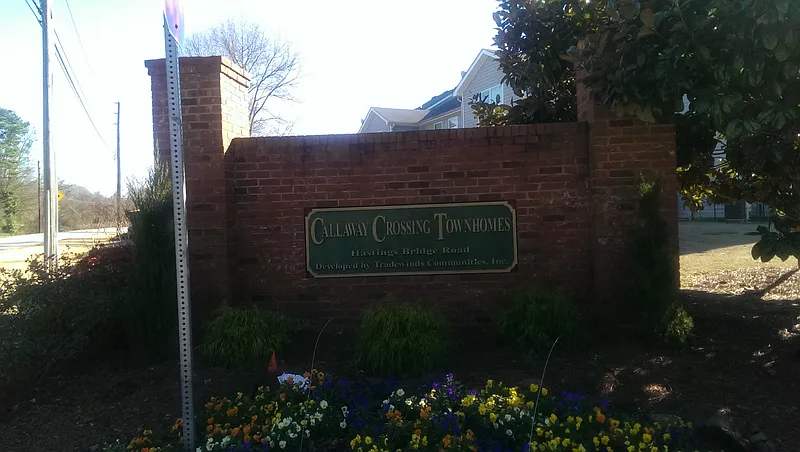 Callaway Crossing Townhomes
Hastings Bridge Road
Developed by Tradewinds Communities, Inc.